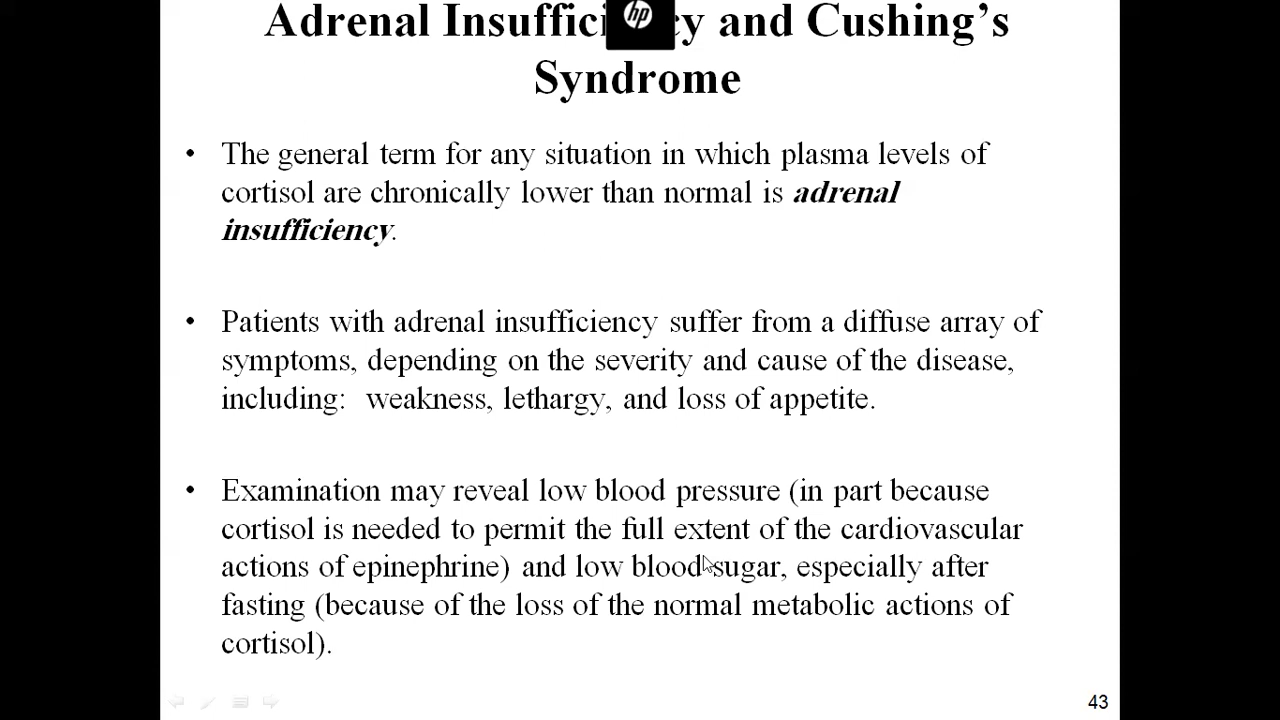 Adrenal Insuffici cy and Cushing’s
Syndrome
hp
• The general term for any situation in which plasma levels of
cortisol are chronically lower than normal is adrenal
insufficiency.
• Patients with adrenal insufficiency suffer from a diffuse array of
symptoms, depending on the severity and cause of the disease,
including: weakness, lethargy, and loss of appetite.
• Examination may reveal low blood pressure (in part because
cortisol is needed to permit the full extent of the cardiovascular
actions of epinephrine) and low blood sugar, especially after
fasting (because of the loss of the normal metabolic actions of
cortisol).
43